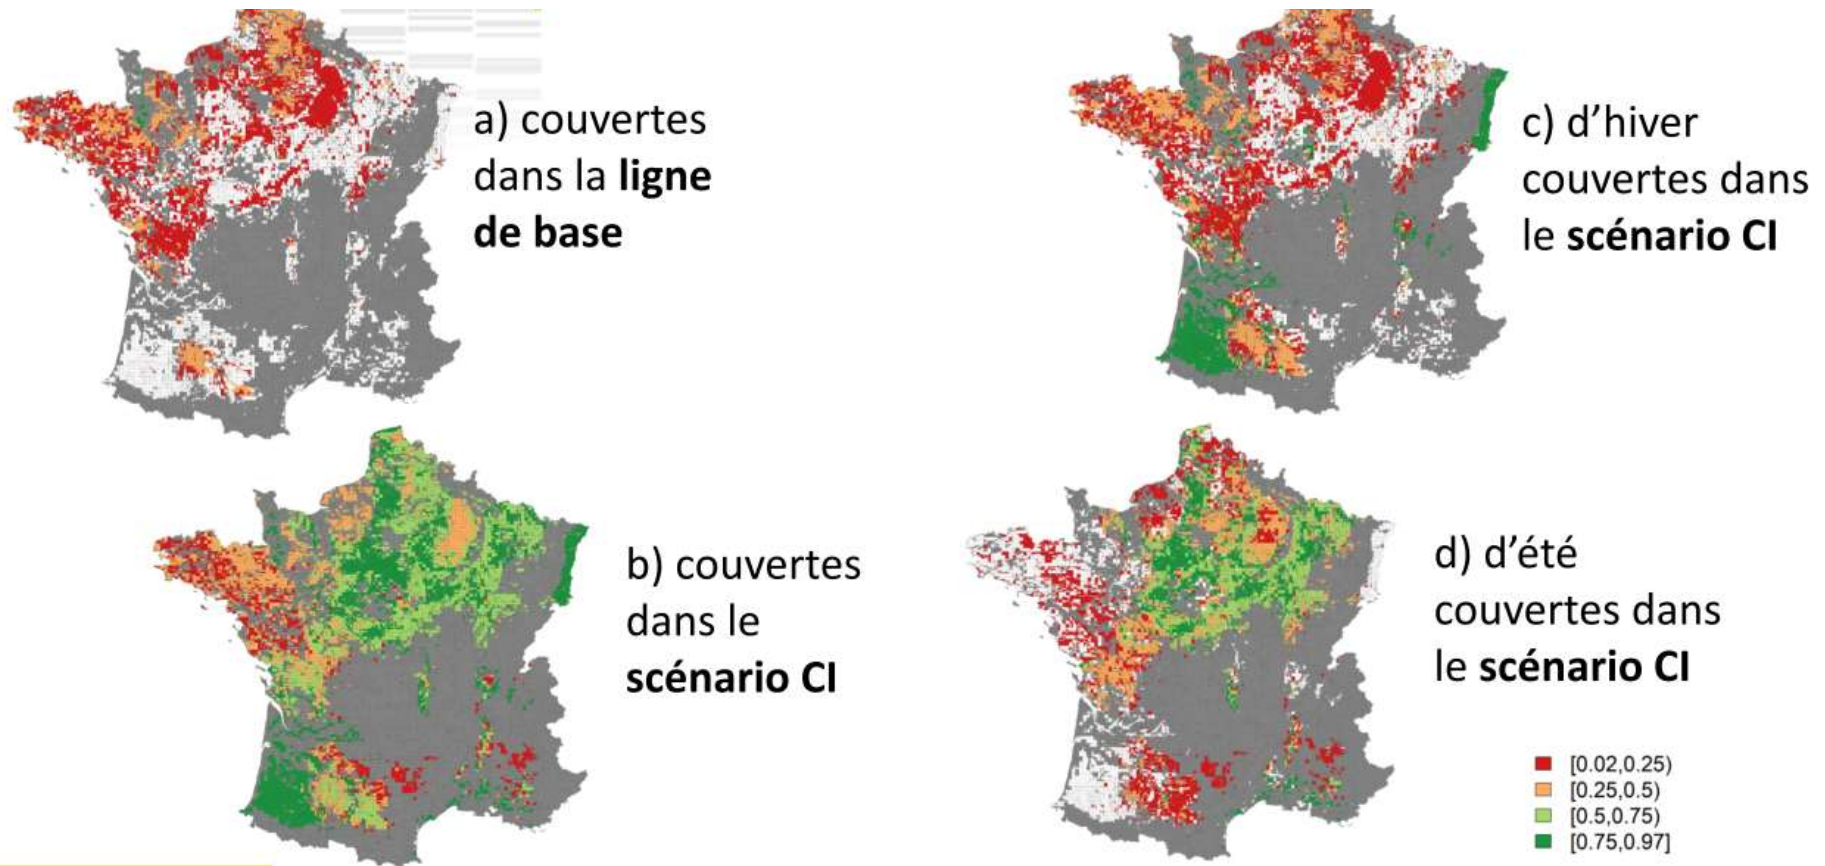 a) couvertes
dans la ligne
de base
c) d’hiver
couvertes dans
le scénario CI
b) couvertes
dans le
scénario CI
d) d’été
couvertes dans
le scénario CI
[0.02,0.25)
[0.25,0.5)
[0.5,0.75)
[0.75,0.97]